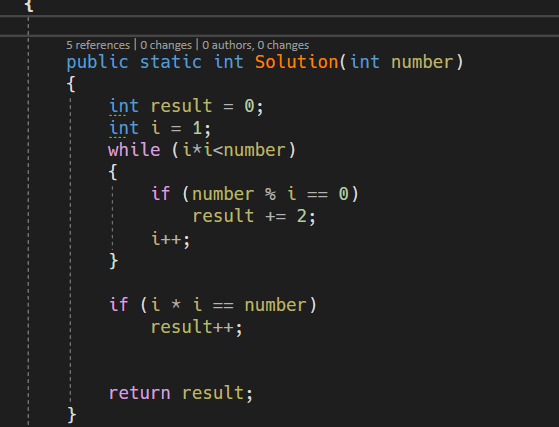 {
5 references | 0 changes | 0 authors, 0 changes
public static int Solution(int number)
{
int result = 0;
int i = 1;
while (i*i<number)
{
if (number % i == 0)
result += 2;
i++;
}
if (i * i == number)
result++;
return result;
}